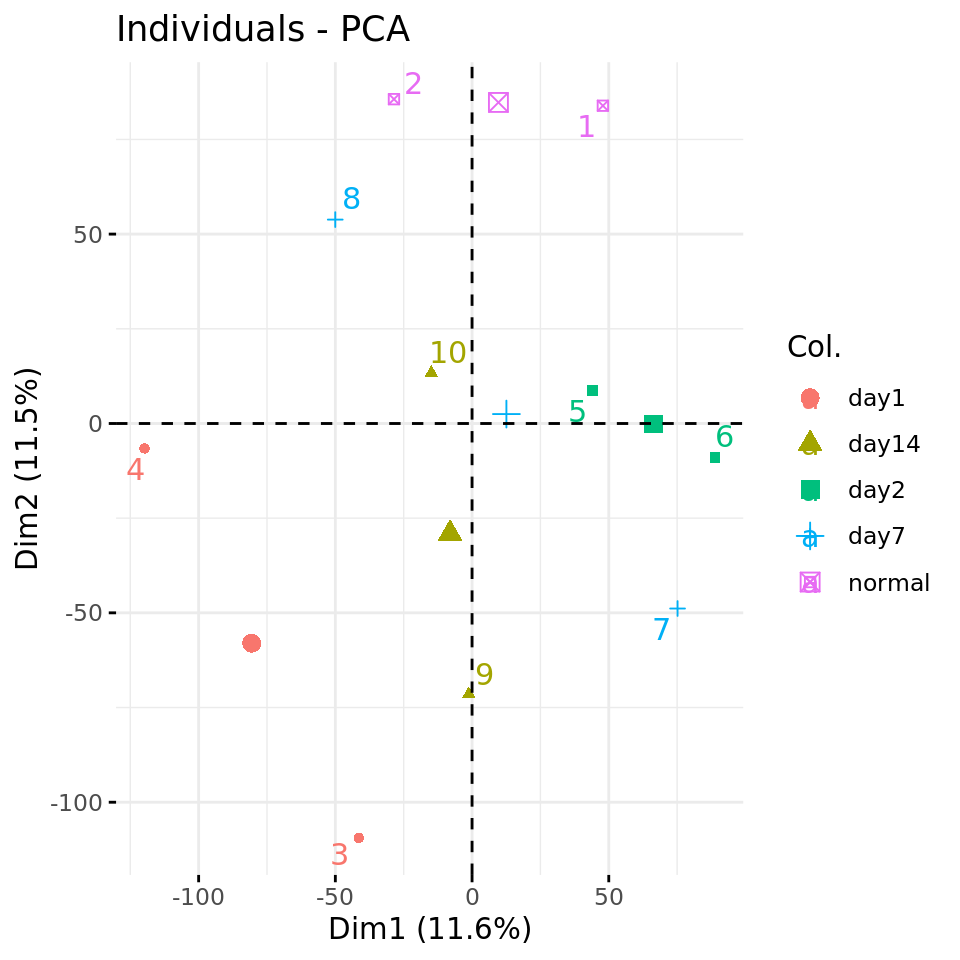 Individuals - PCA
2
1
8
10
5
6
4
7
9
3
50
0
-50
-100
-100
-50
0
50
Dim1 (11.6%)
Dim2 (11.5%)
Col.
a day1
a day14
a day2
a day7
a normal